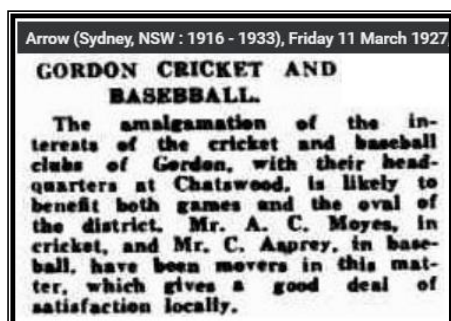 Arrow (Sydney, NSW : 1916 - 1933), Friday 11 March 1927,
GORDON CRICKET AND
BASEBBALL.
The amalgamation of the in-
terests of the cricket and baseball
clubs of Gordon, with their head-
quarters at Chatswood, is likely to
benefit both games and the oval of
the district. Mr. A. C. Moyes, in
cricket, and Mr. C. Asprey, in base-
ball, have been movers in this mat-
ter, which gives a good deal of
satisfaction locally.